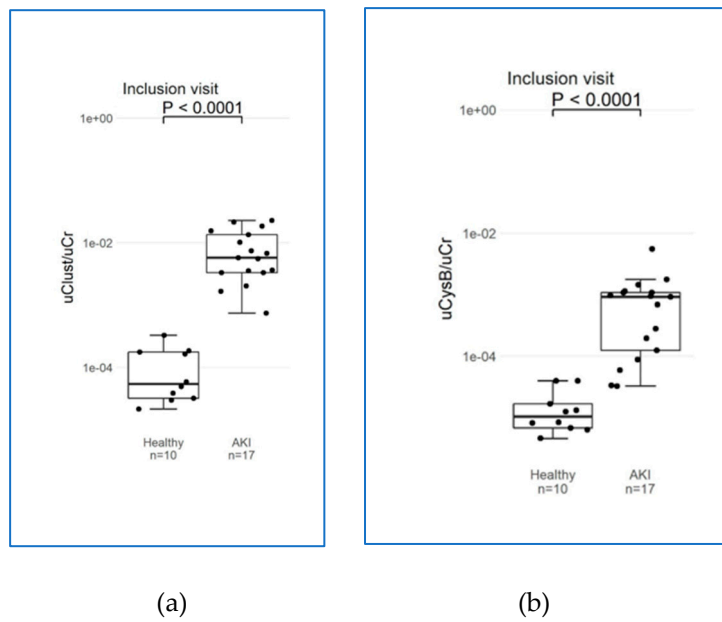 Inclusion visit
P < 0.0001
1e+00
1e-02
1e-04
uClust/uCr
Healthy
n=10
AKI
n=17
(a)
Inclusion visit
P < 0.0001
1e+00
1e-02
1e-04
uCysB/uCr
Healthy
n=10
AKI
n=17
(b)